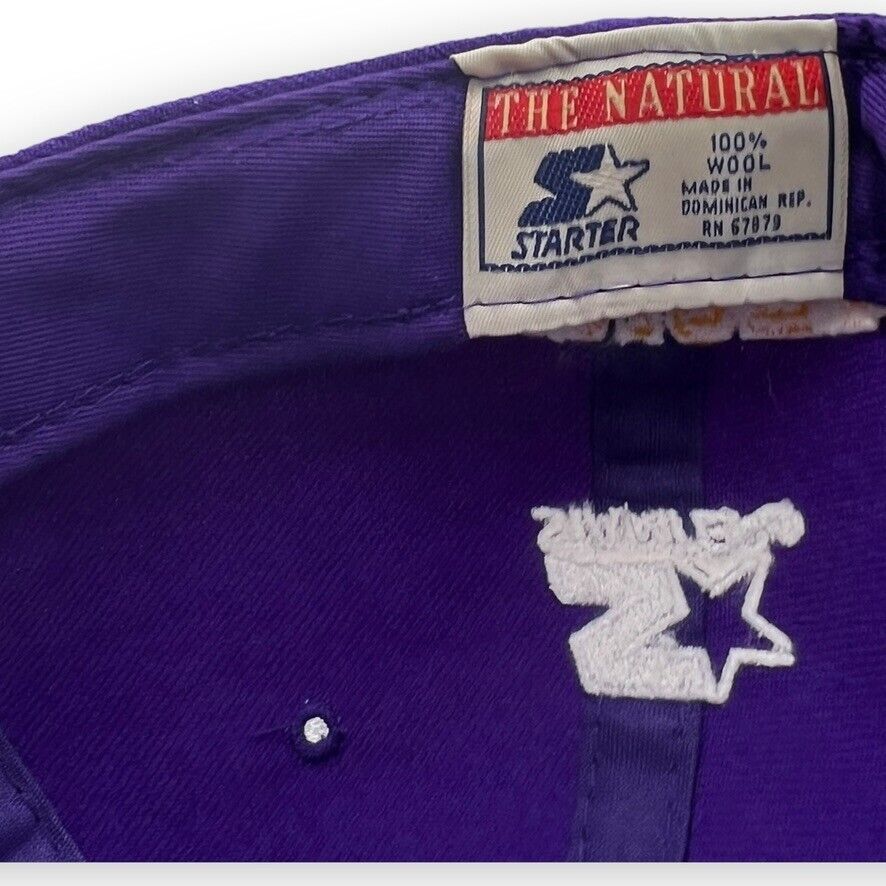 THE NATURAL
100%
WOOL
MADE IN
DOMINICAN REP.
RN 67879
STARTER